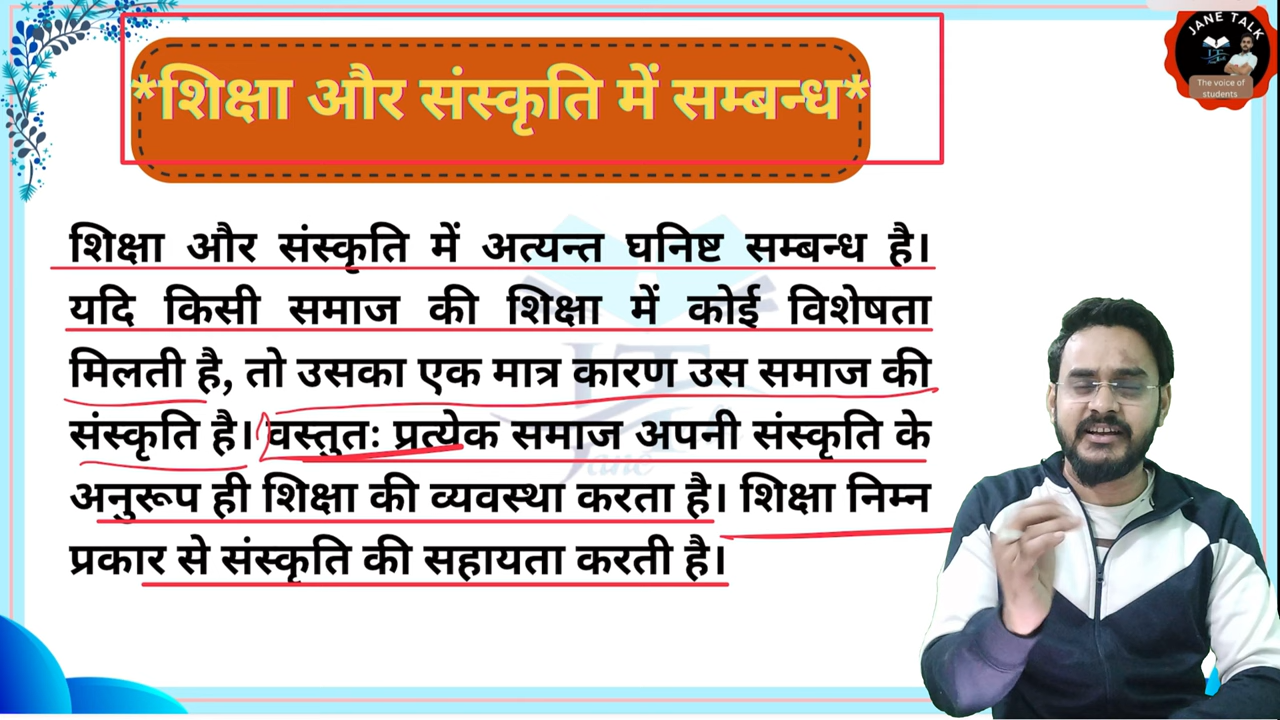 *शिक्षा और संस्कृति में सम्बन्ध*
JANE TALK
The voice of
students
शिक्षा और संस्कृति में अत्यन्त घनिष्ट सम्बन्ध है।
यदि किसी समाज की शिक्षा में कोई विशेषता
मिलती है, तो उसका एक मात्र कारण उस समाज की
संस्कृति है। वस्तुतः प्रत्येक समाज अपनी संस्कृति के
अनुरूप ही शिक्षा की व्यवस्था करता है। शिक्षा निम्न
प्रकार से संस्कृति की सहायता करती है।